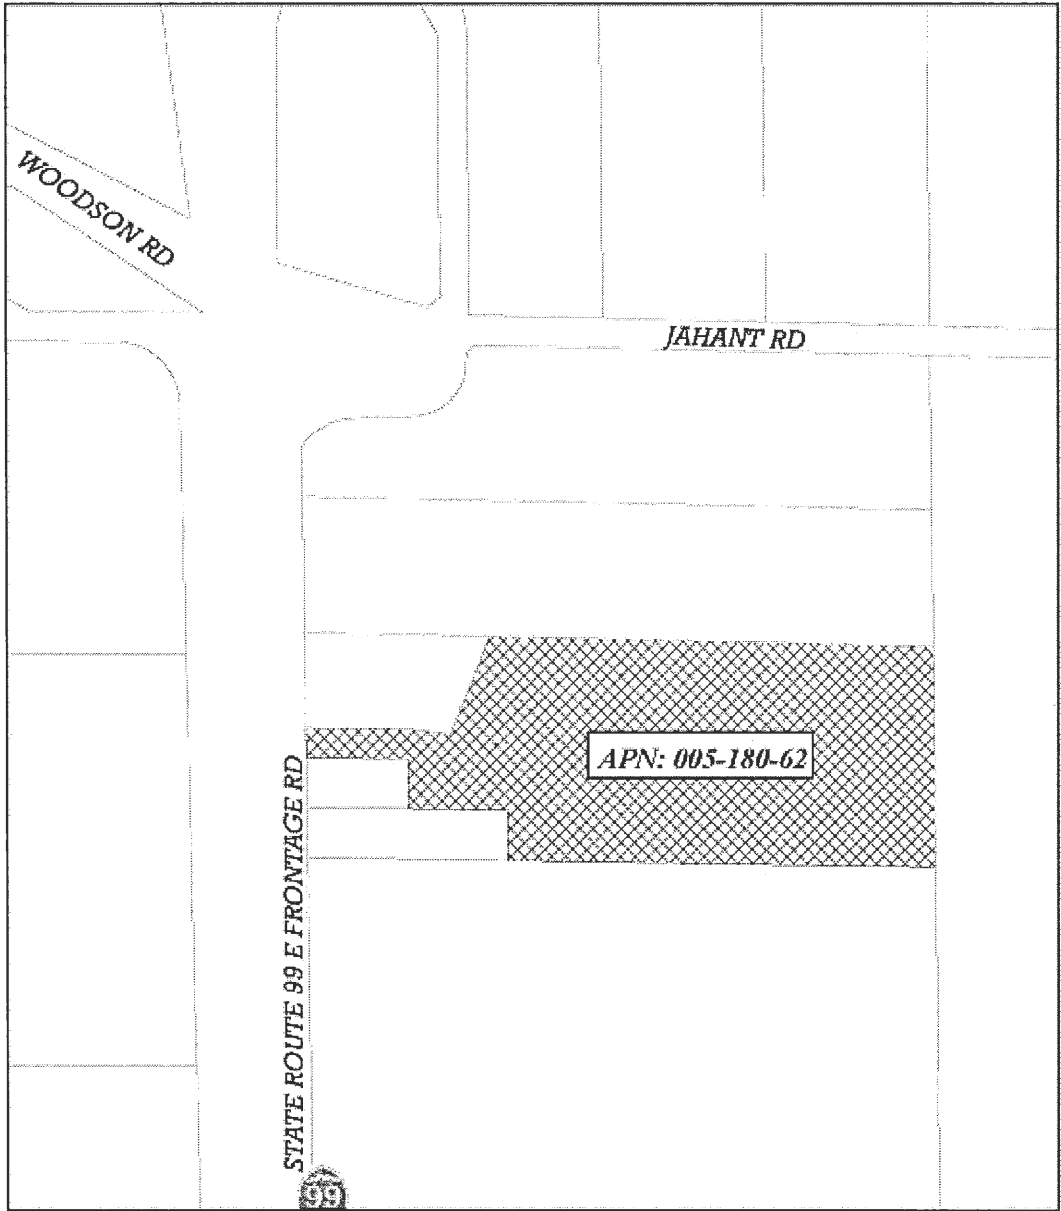 WOODSON RD
JAHANT RD
APN: 005-180-62
STATE ROUTE 99 E FRONTAGE RD
99